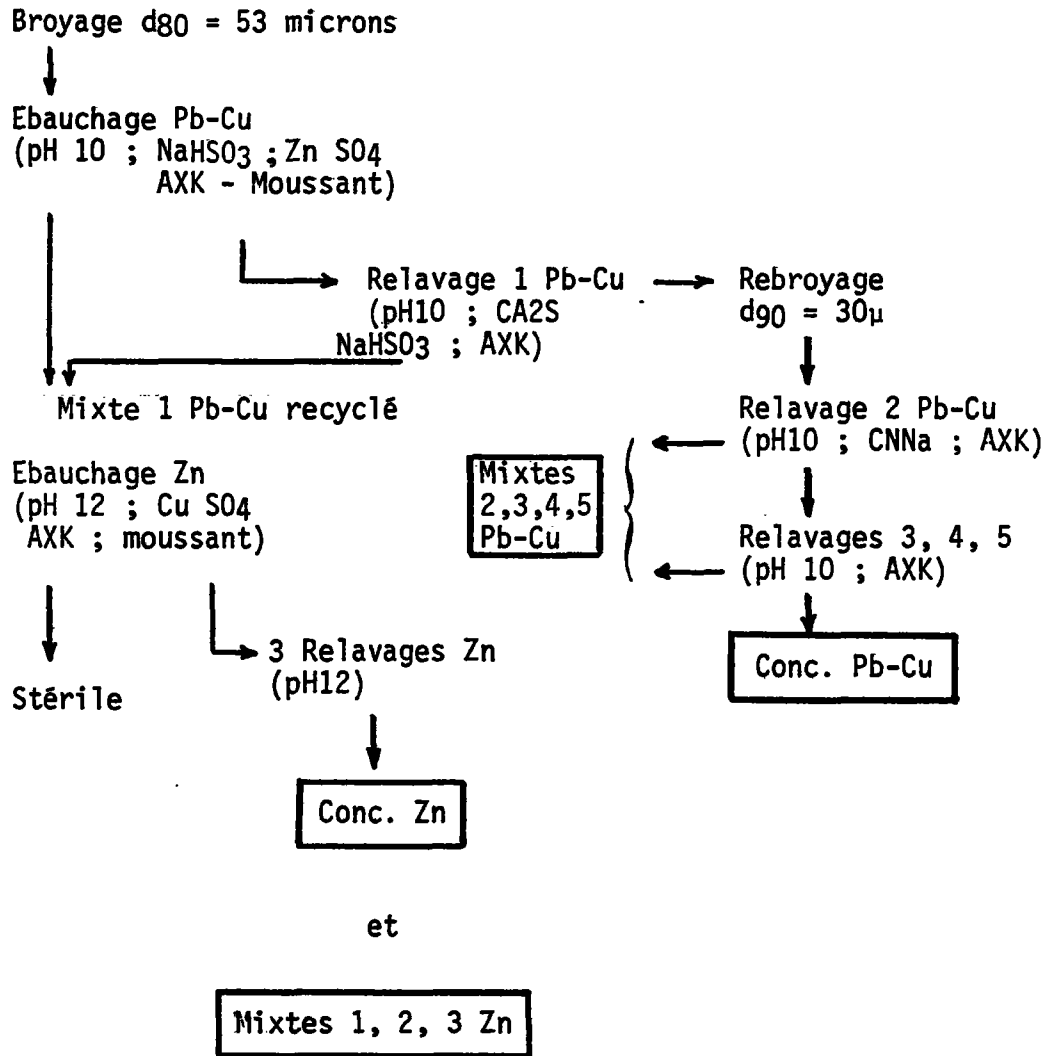 Broyage d80 = 53 microns
Ebauchage Pb-Cu
(pH 10 ; NaHSO3 ; Zn SO4
AXK - Moussant)
Relavage 1 Pb-Cu
(pH10 ; CA2S
NaHSO3 ; AXK)
Rebroyage
d90 = 30µ
Mixte 1 Pb-Cu recyclé
Relavage 2 Pb-Cu
(pH10 ; CNNa ; AXK)
Ebauchage Zn
(pH 12 ; Cu SO4
AXK ; moussant)
Mixtes
2,3,4,5
Pb-Cu
Relavages 3, 4, 5
(pH 10 ; AXK)
3 Relavages Zn
(pH12)
Conc. Pb-Cu
Stérile
Conc. Zn
et
Mixtes 1, 2, 3 Zn